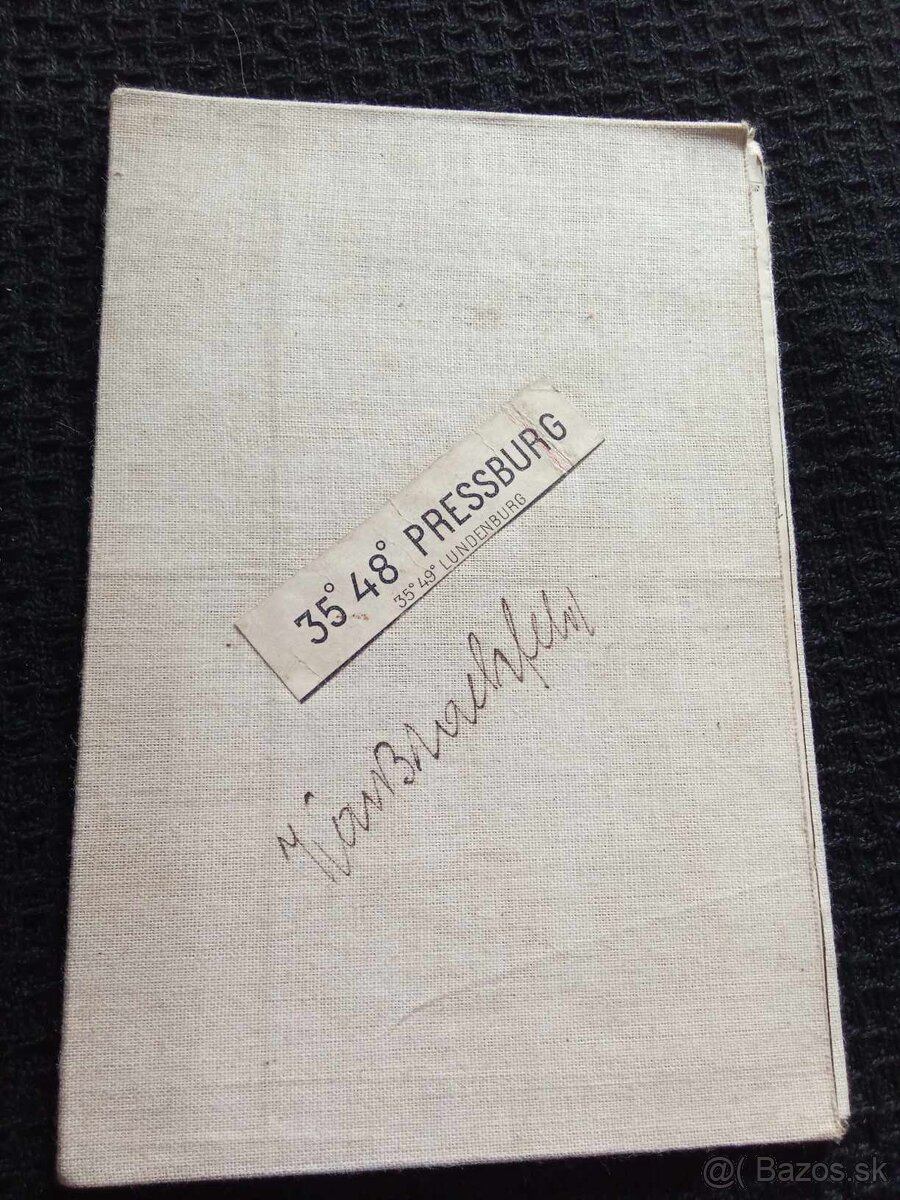 35° 48° PRESSBURG
35° 49° LUNDENBURG
@( Bazos.sk